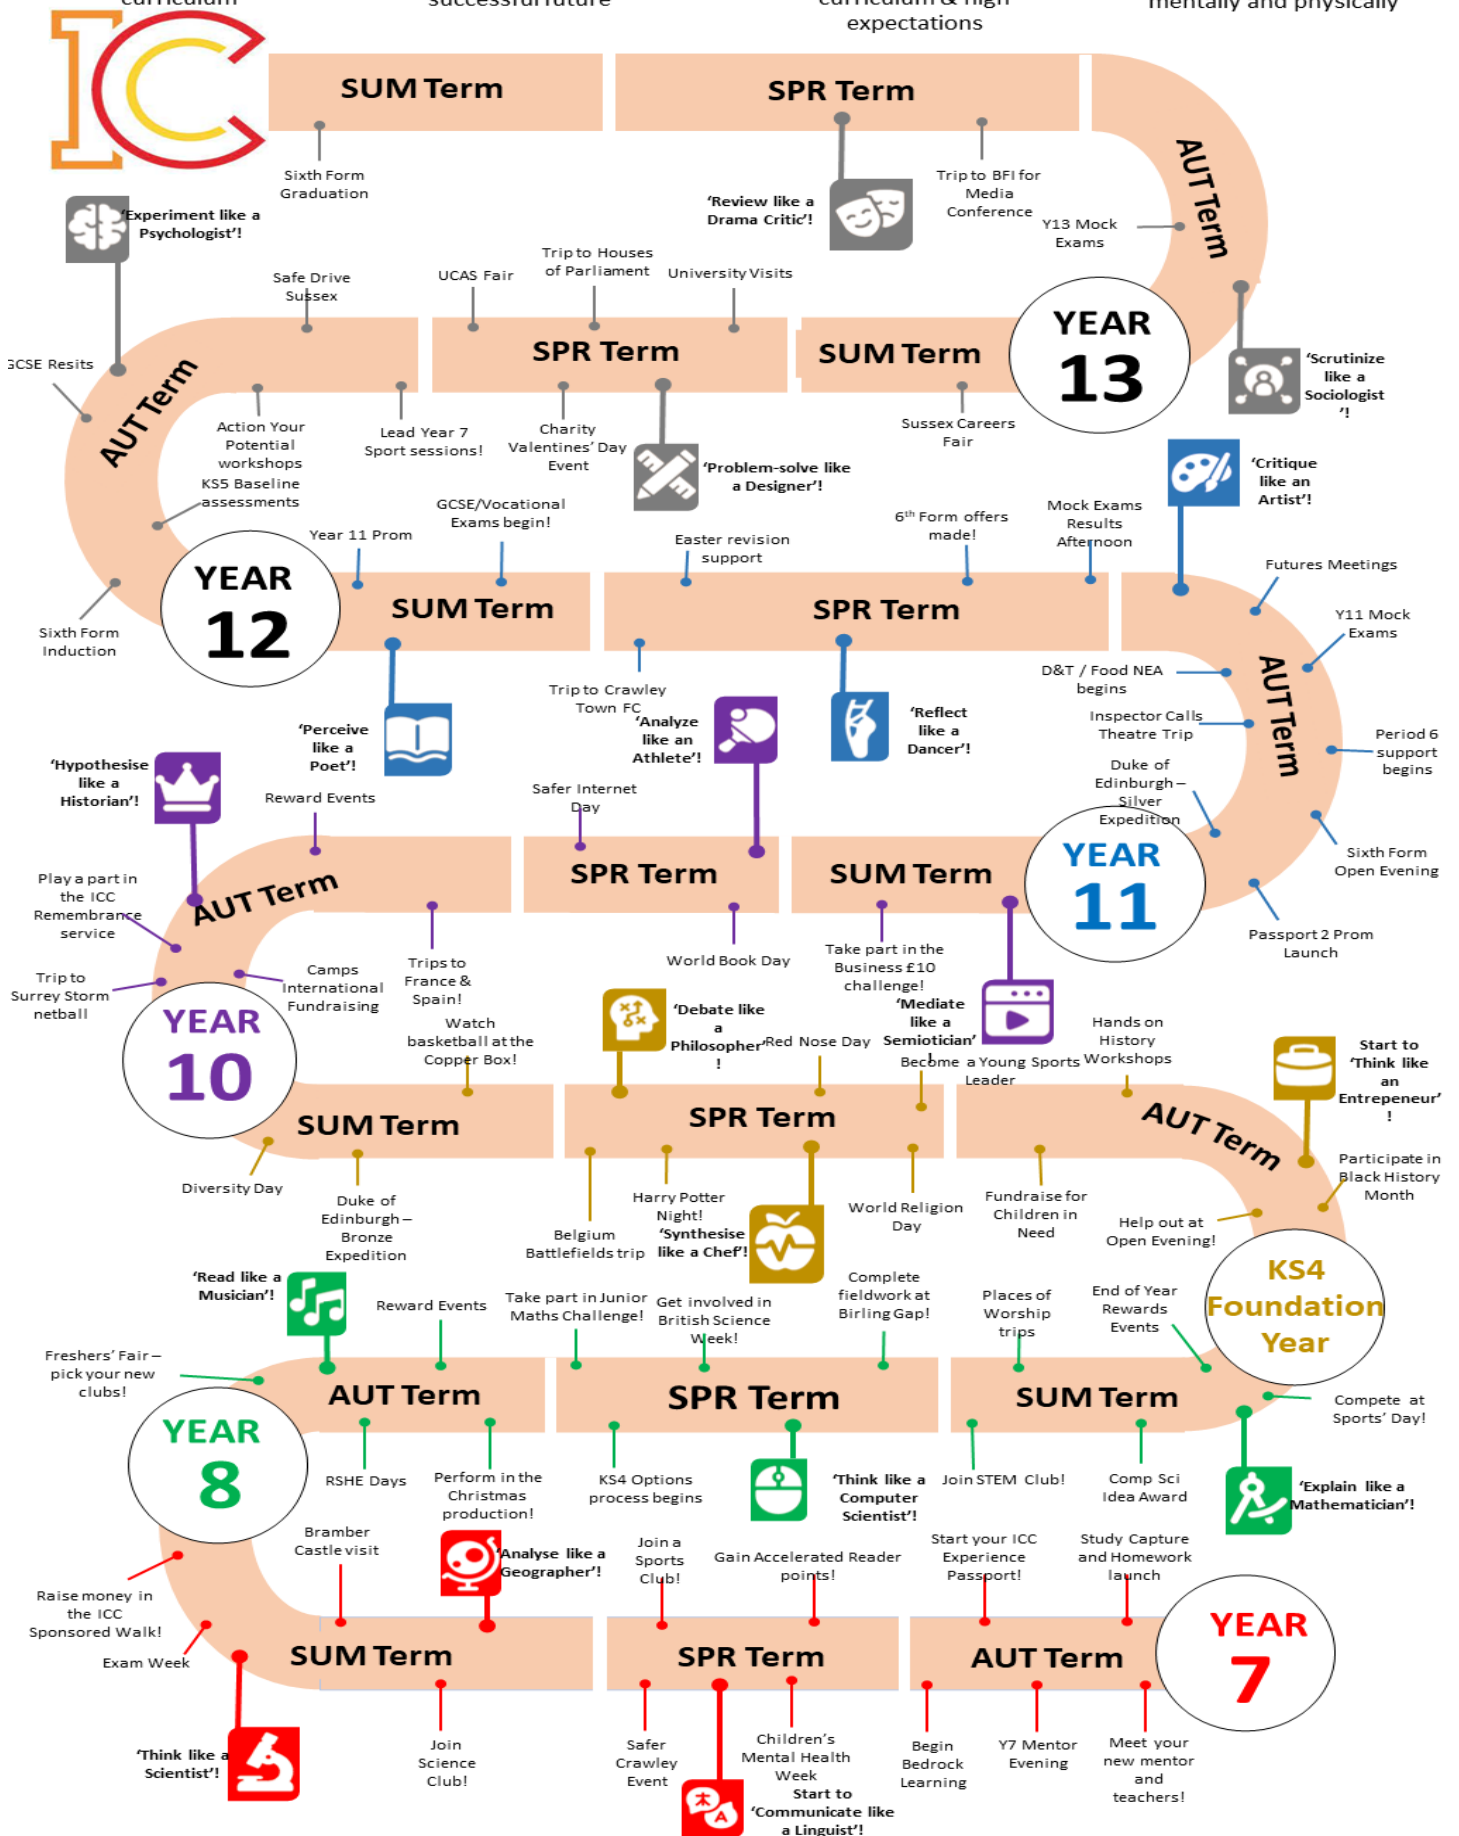 curriculum
successful future
curriculum & high
expectations
mentally and physically
IC
SUM Term
SPR Term
AUT Term
Sixth Form
Graduation
‘Review like a
Drama Critic’!
Trip to BFI for
Media
Conference
Y13 Mock
Exams
‘Experiment like a
Psychologist’!
Safe Drive
Sussex
UCAS Fair
Trip to Houses
of Parliament
University Visits
YEAR
13
‘Scrutinize
like a
Sociologist
’!
GCSE Resits
AUT Term
SPR Term
SUM Term
Action Your
Potential
workshops
KS5 Baseline
assessments
Lead Year 7
Sport sessions!
Charity
Valentines’ Day
Event
‘Problem-solve like
a Designer’!
Sussex Careers
Fair
‘Critique
like an
Artist’!
Sixth Form
Induction
YEAR
12
Year 11 Prom
GCSE/Vocational
Exams begin!
Easter revision
support
6th Form offers
made!
Mock Exams
Results
Afternoon
Futures Meetings
Y11 Mock
Exams
SUM Term
SPR Term
AUT Term
‘Perceive
like a
Poet’!
Trip to Crawley
Town FC
‘Analyze
like an
Athlete’!
‘Reflect
like a
Dancer’!
D&T / Food NEA
begins
Inspector Calls
Theatre Trip
Duke of
Edinburgh –
Silver
Expedition
Period 6
support
begins
Sixth Form
Open Evening
Passport 2 Prom
Launch
YEAR
11
‘Hypothesise
like a
Historian’!
Reward Events
Safer Internet
Day
AUT Term
SPR Term
SUM Term
Play a part in
the ICC
Remembrance
service
Trip to
Surrey Storm
netball
Camps
International
Fundraising
Trips to
France &
Spain!
World Book Day
Take part in the
Business £10
challenge!
‘Mediate
like a
Semiotician’
!
YEAR
10
Watch
basketball at the
Copper Box!
‘Debate like
a
Philosopher’
!
Red Nose Day
Become a Young Sports
Leader
Hands on
History
Workshops
Start to
‘Think like
an
Entrepeneur’
!
SUM Term
SPR Term
AUT Term
Diversity Day
Duke of
Edinburgh –
Bronze
Expedition
Belgium
Battlefields trip
Harry Potter
Night!
‘Synthesise
like a Chef’!
World Religion
Day
Fundraise for
Children in
Need
Help out at
Open Evening!
Participate in
Black History
Month
KS4
Foundation
Year
‘Read like a
Musician’!
Reward Events
Take part in Junior
Maths Challenge!
Get involved in
British Science
Week!
Complete
fieldwork at
Birling Gap!
Places of
Worship
trips
End of Year
Rewards
Events
Freshers’ Fair –
pick your new
clubs!
AUT Term
SPR Term
SUM Term
Compete at
Sports’ Day!
YEAR
8
RSHE Days
Perform in the
Christmas
production!
KS4 Options
process begins
‘Think like a
Computer
Scientist’!
Join STEM Club!
Comp Sci
Idea Award
‘Explain like a
Mathematician’!
Bramber
Castle visit
‘Analyse like a
Geographer’!
Join a
Sports
Club!
Gain Accelerated Reader
points!
Start your ICC
Experience
Passport!
Study Capture
and Homework
launch
Raise money in
the ICC
Sponsored Walk!
Exam Week
SUM Term
SPR Term
AUT Term
YEAR
7
‘Think like a
Scientist’!
Join
Science
Club!
Safer
Crawley
Event
Children’s
Mental Health
Week
Start to
‘Communicate like
a Linguist’!
Begin
Bedrock
Learning
Y7 Mentor
Evening
Meet your
new mentor
and
teachers!